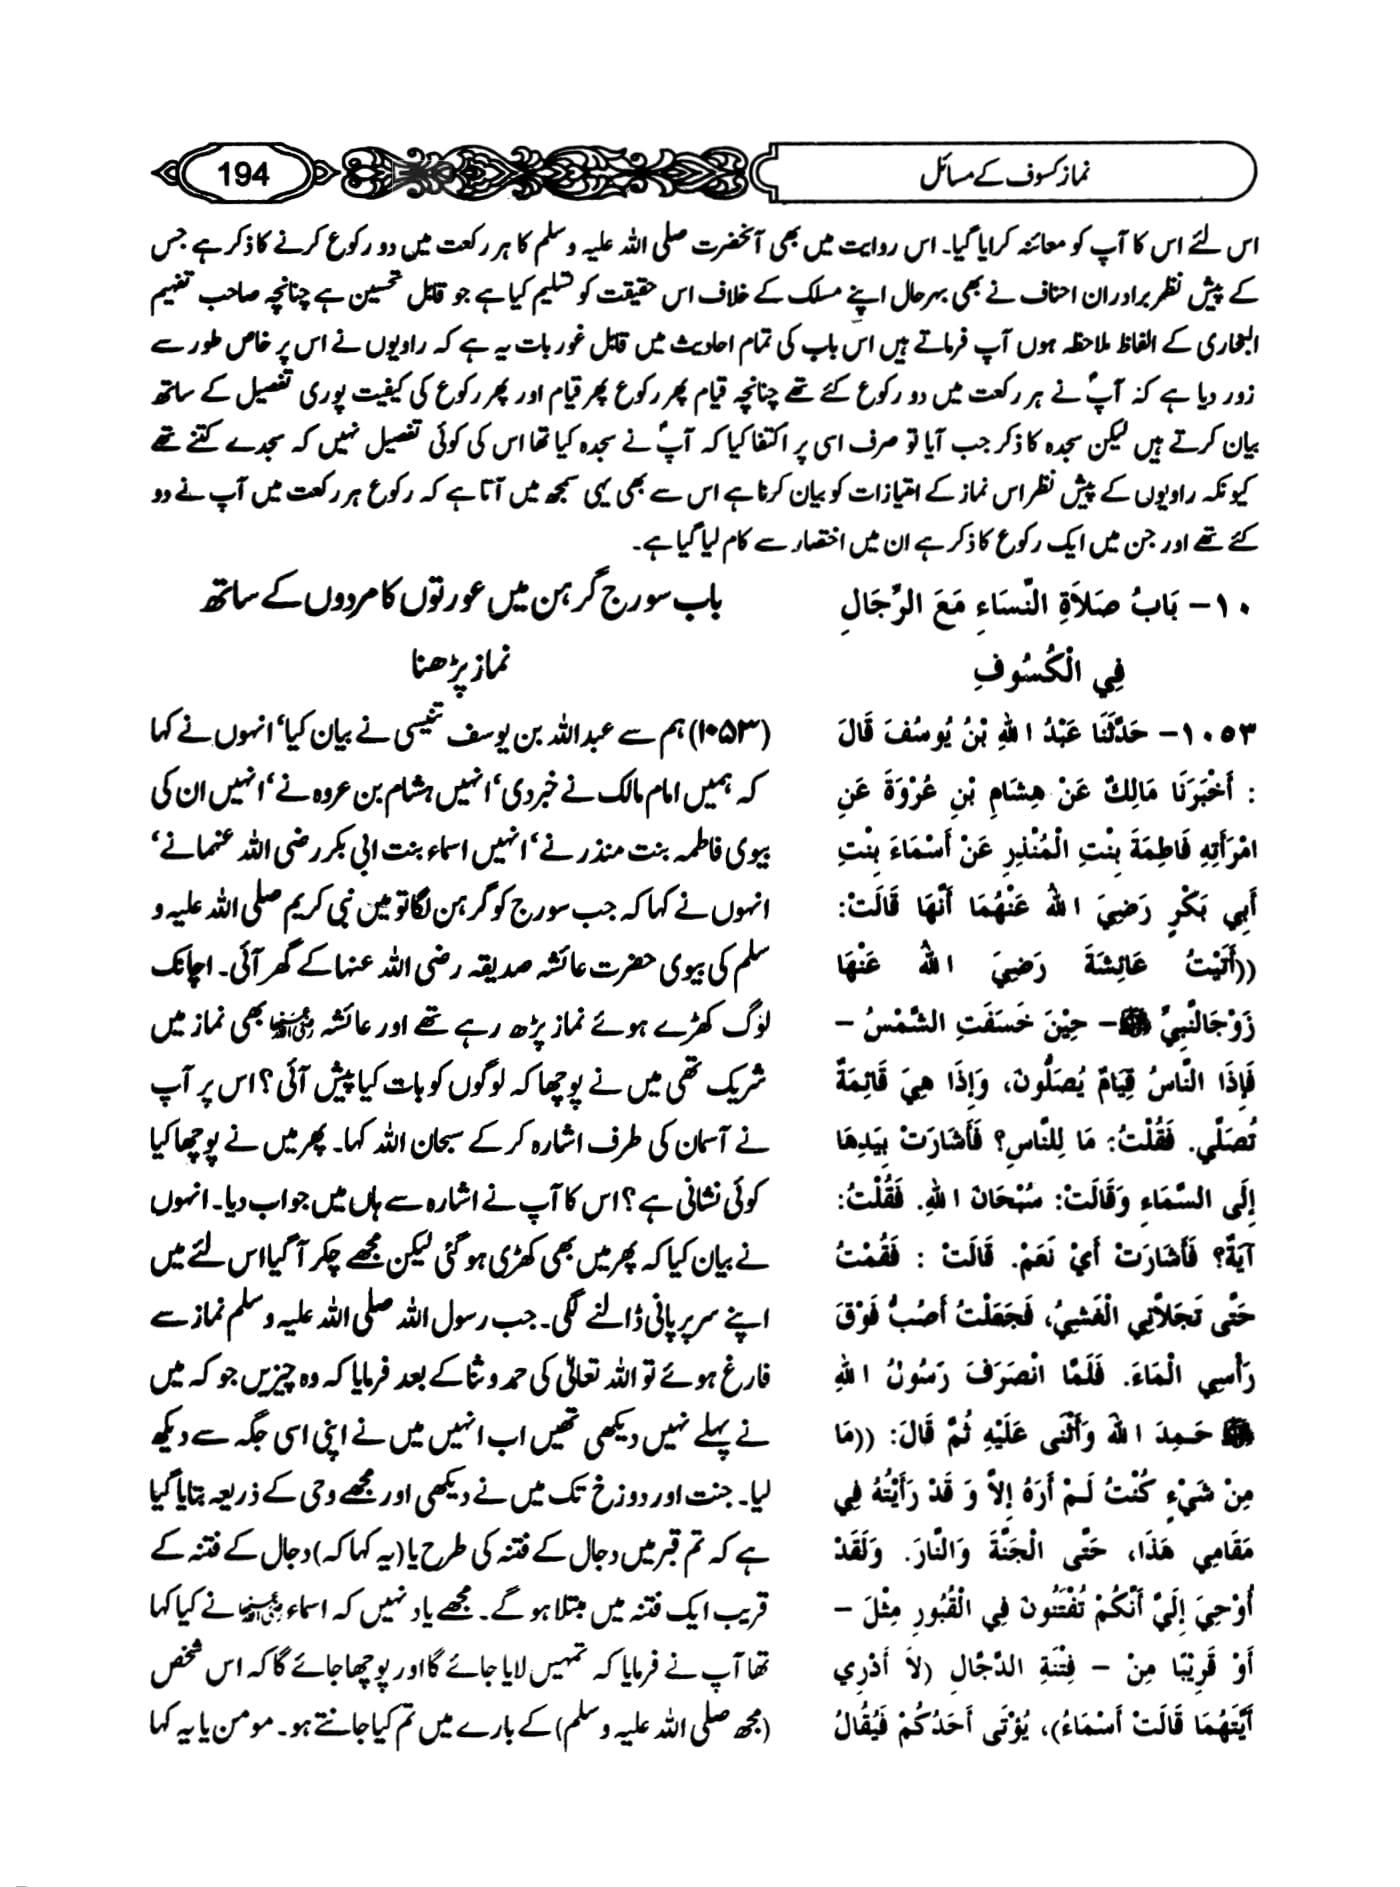 نماز کسوف کے مسائل
194
اس لئے اس کا آپ کو معائنہ کرایا گیا۔ اس روایت میں بھی آنحضرت صلی اللہ علیہ وسلم کا ہر رکعت میں دو رکوع کرنے کا ذکر ہے جس
کے پیش نظر برادران احناف نے بھی بہرحال اپنے مسلک کے خلاف اس حقیقت کو تسلیم کیا ہے جو قابل تحسین ہے چنانچہ صاحب تفہیم
البخاری کے الفاظ ملاحظہ ہوں آپ فرماتے ہیں اس باب کی تمام احادیث میں قابل غور بات یہ ہے کہ راویوں نے اس پر خاص طور سے
زور دیا ہے کہ آپؐ نے ہر رکعت میں دو رکوع کئے تھے چنانچہ قیام پھر رکوع پھر قیام اور پھر رکوع کی کیفیت پوری تفصیل کے ساتھ
بیان کرتے ہیں لیکن سجدہ کا ذکر جب آیا تو صرف اسی پر اکتفا کیا کہ آپؐ نے سجدہ کیا تھا اس کی کوئی تفصیل نہیں کہ سجدے کتنے تھے
کیونکہ راویوں کے پیش نظر اس نماز کے امتیازات کو بیان کرنا ہے اس سے بھی یہی سمجھ میں آتا ہے کہ رکوع ہر رکعت میں آپ نے دو
کئے تھے اور جن میں ایک رکوع کا ذکر ہے ان میں اختصار سے کام لیا گیا ہے۔
١٠- بَابُ صَلَاةِ النِّسَاءِ مَعَ الرِّجَالِ
فِي الْكُسُوفِ
١٠٥٣- حَدَّثَنَا عَبْدُ اللهِ بْنُ يُوسُفَ قَالَ
: أَخْبَرَنَا مَالِكٌ عَنْ هِشَامِ بْنِ عُرْوَةَ عَنِ
امْرَأَتِهِ فَاطِمَةَ بِنْتِ الْمُنْذِرِ عَنْ أَسْمَاءَ بِنْتِ
أَبِي بَكْرٍ رَضِيَ اللهُ عَنْهُمَا أَنَّهَا قَالَتْ:
((أَتَيْتُ عَائِشَةَ رَضِيَ اللهُ عَنْهَا
زَوْجَ النَّبِيِّ ﷺ - حِيْنَ خَسَفَتِ الشَّمْسُ -
فَإِذَا النَّاسُ قِيَامٌ يُصَلُّونَ، وَإِذَا هِيَ قَائِمَةٌ
تُصَلِّي. فَقُلْتُ: مَا لِلنَّاسِ؟ فَأَشَارَتْ بِيَدِهَا
إِلَى السَّمَاءِ وَقَالَتْ: سُبْحَانَ اللهِ. فَقُلْتُ:
آيَةٌ؟ فَأَشَارَتْ أَيْ نَعَمْ. قَالَتْ : فَقُمْتُ
حَتَّى تَجَلاَّنِي الْغَشْيُ، فَجَعَلْتُ أَصُبُّ فَوْقَ
رَأْسِي الْمَاءَ. فَلَمَّا انْصَرَفَ رَسُولُ اللهِ
ﷺ حَمِدَ اللهَ وَأَثْنَى عَلَيْهِ ثُمَّ قَالَ: ((مَا
مِنْ شَيْءٍ كُنْتُ لَمْ أَرَهُ إِلاَّ وَ قَدْ رَأَيْتُهُ فِي
مَقَامِي هَذَا، حَتَّى الْجَنَّةَ وَالنَّارَ. وَلَقَدْ
أُوْحِيَ إِلَيَّ أَنَّكُمْ تُفْتَنُونَ فِي الْقُبُورِ مِثْلَ -
أَوْ قَرِيْبًا مِنْ - فِتْنَةِ الدَّجَّالِ (لاَ أَدْرِي
أَيَّتَهُمَا قَالَتْ أَسْمَاءُ)، يُؤْتَى أَحَدُكُمْ فَيُقَالُ
باب سورج گرہن میں عورتوں کا مردوں کے ساتھ
نماز پڑھنا
(۱۰۵۳) ہم سے عبداللہ بن یوسف تنیسی نے بیان کیا‘ انہوں نے کہا
کہ ہمیں امام مالک نے خبر دی‘ انہیں ہشام بن عروہ نے‘ انہیں ان کی
بیوی فاطمہ بنت منذر نے‘ انہیں اسماء بنت ابی بکر رضی اللہ عنہما نے‘
انہوں نے کہا کہ جب سورج کو گرہن لگا تو میں نبی کریم صلی اللہ علیہ و
سلم کی بیوی حضرت عائشہ صدیقہ رضی اللہ عنہا کے گھر آئی۔ اچانک
لوگ کھڑے ہوئے نماز پڑھ رہے تھے اور عائشہ رضی اللہ عنہا بھی نماز میں
شریک تھی میں نے پوچھا کہ لوگوں کو بات کیا پیش آئی؟ اس پر آپ
نے آسمان کی طرف اشارہ کر کے سبحان اللہ کہا۔ پھر میں نے پوچھا کیا
کوئی نشانی ہے؟ اس کا آپ نے اشارہ سے ہاں میں جواب دیا۔ انہوں
نے بیان کیا کہ پھر میں بھی کھڑی ہو گئی لیکن مجھے چکر آ گیا اس لئے میں
اپنے سر پر پانی ڈالنے لگی۔ جب رسول اللہ صلی اللہ علیہ وسلم نماز سے
فارغ ہوئے تو اللہ تعالیٰ کی حمد و ثنا کے بعد فرمایا کہ وہ چیزیں جو کہ میں
نے پہلے نہیں دیکھی تھیں اب انہیں میں نے اپنی اسی جگہ سے دیکھ
لیا۔ جنت اور دوزخ تک میں نے دیکھی اور مجھے وحی کے ذریعہ بتایا گیا
ہے کہ تم قبر میں دجال کے فتنہ کی طرح یا (یہ کہا کہ) دجال کے فتنہ کے
قریب ایک فتنہ میں مبتلا ہو گے۔ مجھے یاد نہیں کہ اسماء رضی اللہ عنہا نے کیا کہا
تھا آپ نے فرمایا کہ تمہیں لایا جائے گا اور پوچھا جائے گا کہ اس شخص
(مجھ صلی اللہ علیہ وسلم) کے بارے میں تم کیا جانتے ہو۔ مومن یا یہ کہا